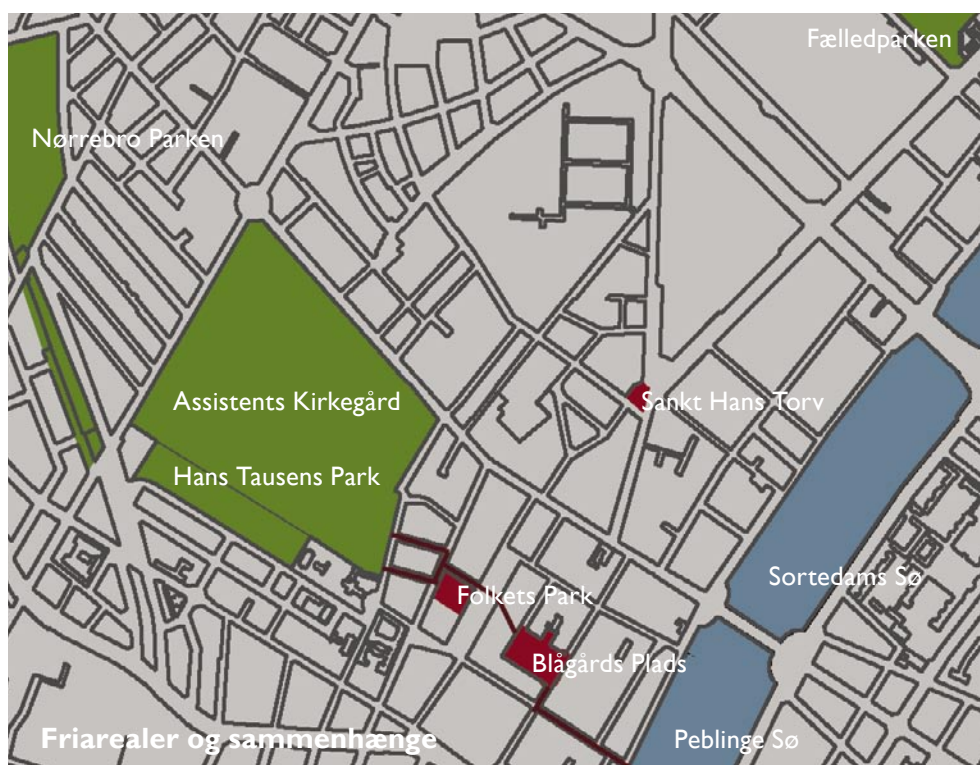 Fælledparken
Nørrebro Parken
Assistents Kirkegård
Sankt Hans Torv
Hans Tausens Park
Sortedams Sø
Folkets Park
Blågårds Plads
Friarealer og sammenhænge
Peblinge Sø